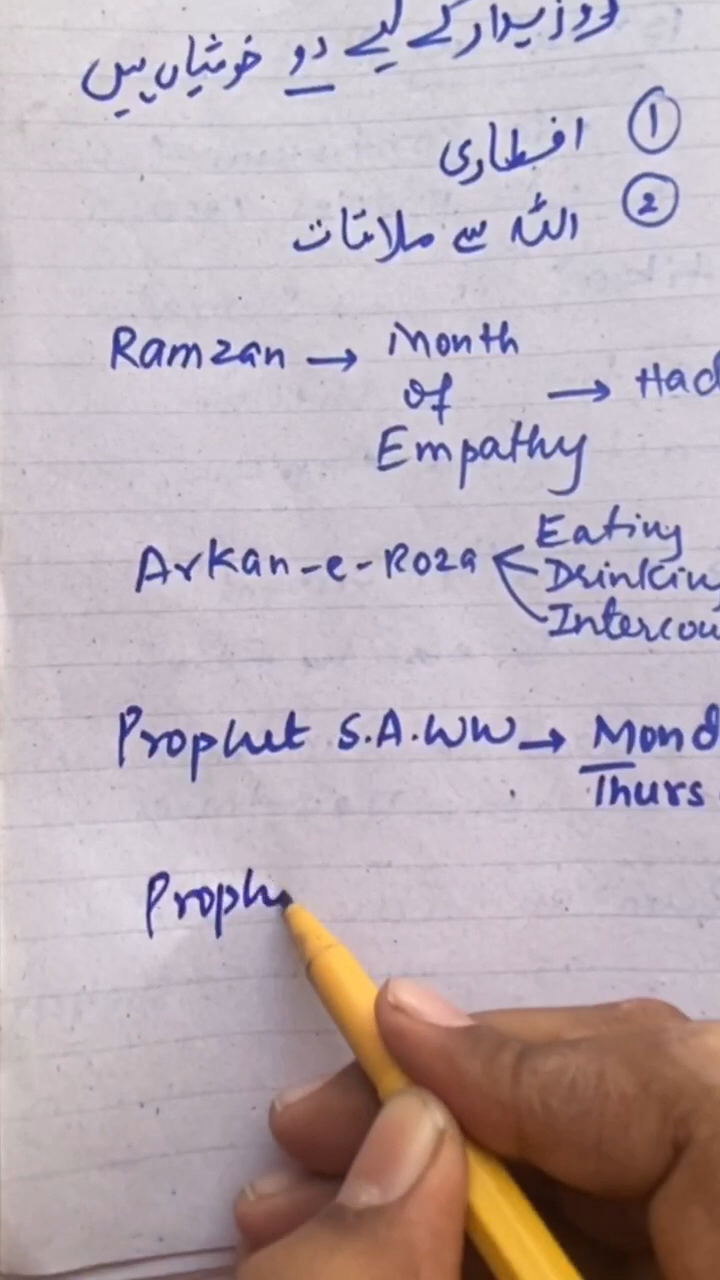 روزیدار کے لیے دو خوشیاں ہیں
① افطاری
② اللہ سے ملاقات
Ramzan → Month
of → Had
Empathy
Arkan-e-Roza
Eating
Drinkin
Intercou
Prophet S.A.WW → Mond
Thurs
Proph